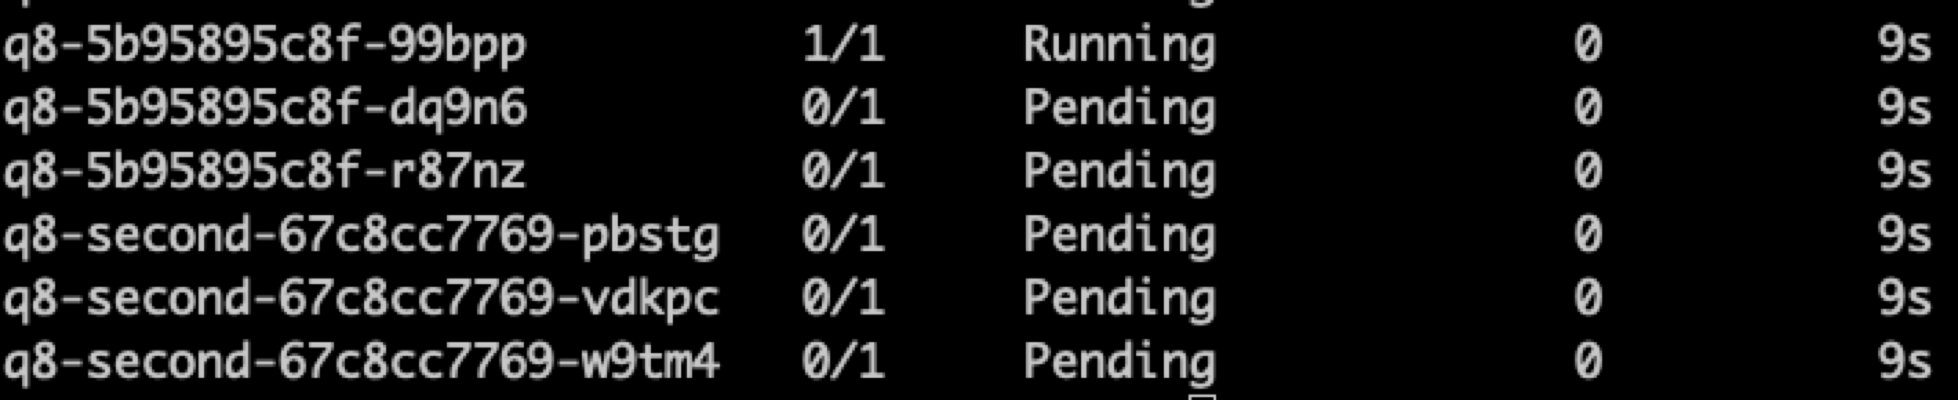 q8-5b95895c8f-99bpp 1/1 Running 0 9s
q8-5b95895c8f-dq9n6 0/1 Pending 0 9s
q8-5b95895c8f-r87nz 0/1 Pending 0 9s
q8-second-67c8cc7769-pbstg 0/1 Pending 0 9s
q8-second-67c8cc7769-vdkpc 0/1 Pending 0 9s
q8-second-67c8cc7769-w9tm4 0/1 Pending 0 9s